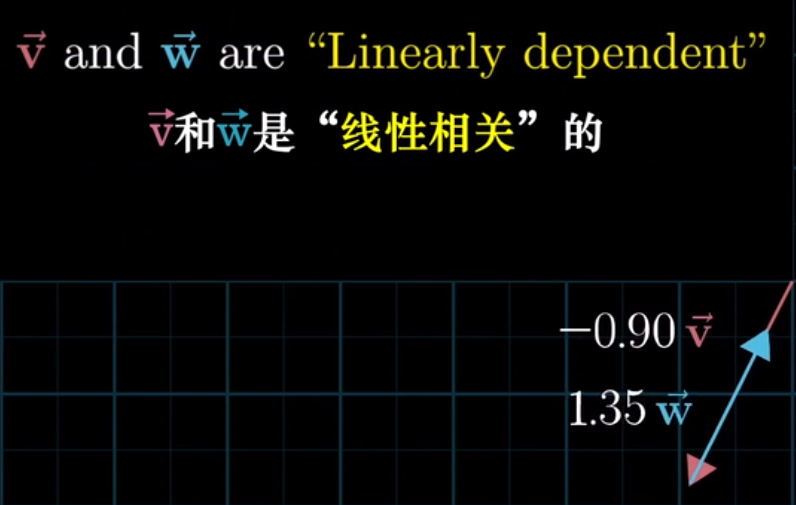 v⃗ and w⃗ are “Linearly dependent”
v⃗和w⃗是“线性相关”的
−0.90 v⃗
1.35 w⃗